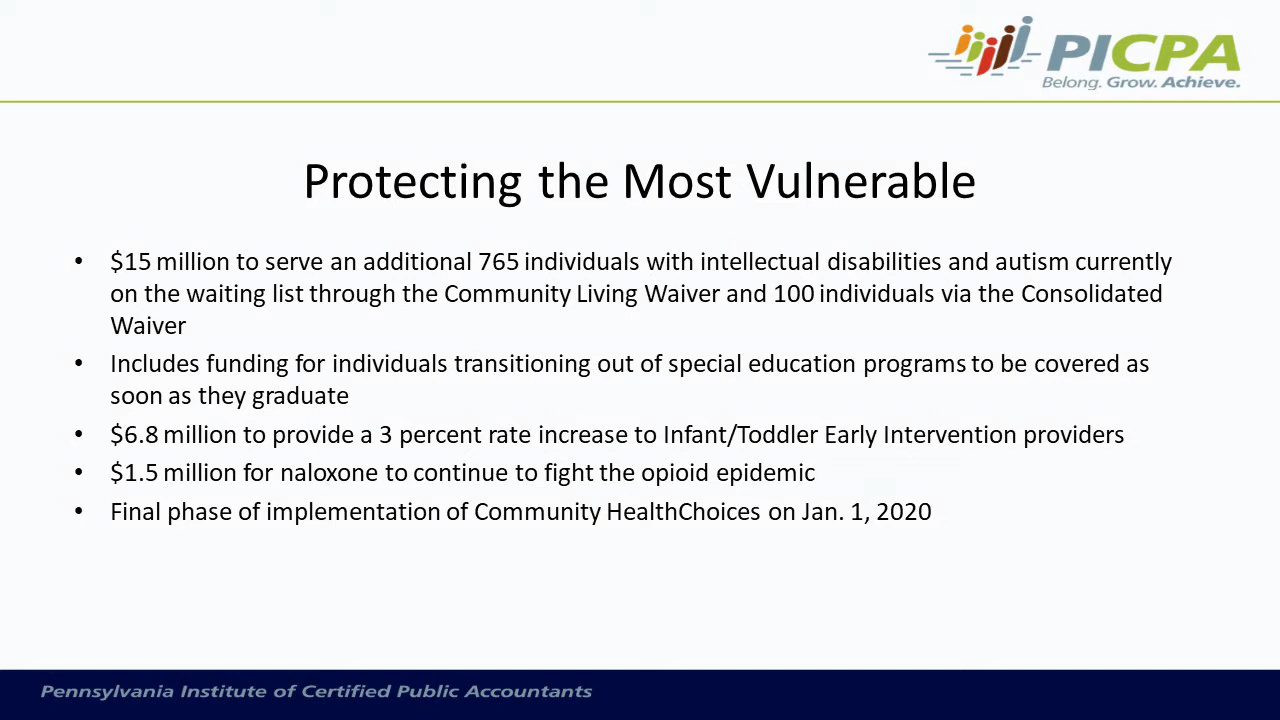 PICPA
Belong. Grow. Achieve.
Protecting the Most Vulnerable
• $15 million to serve an additional 765 individuals with intellectual disabilities and autism currently
on the waiting list through the Community Living Waiver and 100 individuals via the Consolidated
Waiver
• Includes funding for individuals transitioning out of special education programs to be covered as
soon as they graduate
• $6.8 million to provide a 3 percent rate increase to Infant/Toddler Early Intervention providers
• $1.5 million for naloxone to continue to fight the opioid epidemic
• Final phase of implementation of Community HealthChoices on Jan. 1, 2020
Pennsylvania Institute of Certified Public Accountants